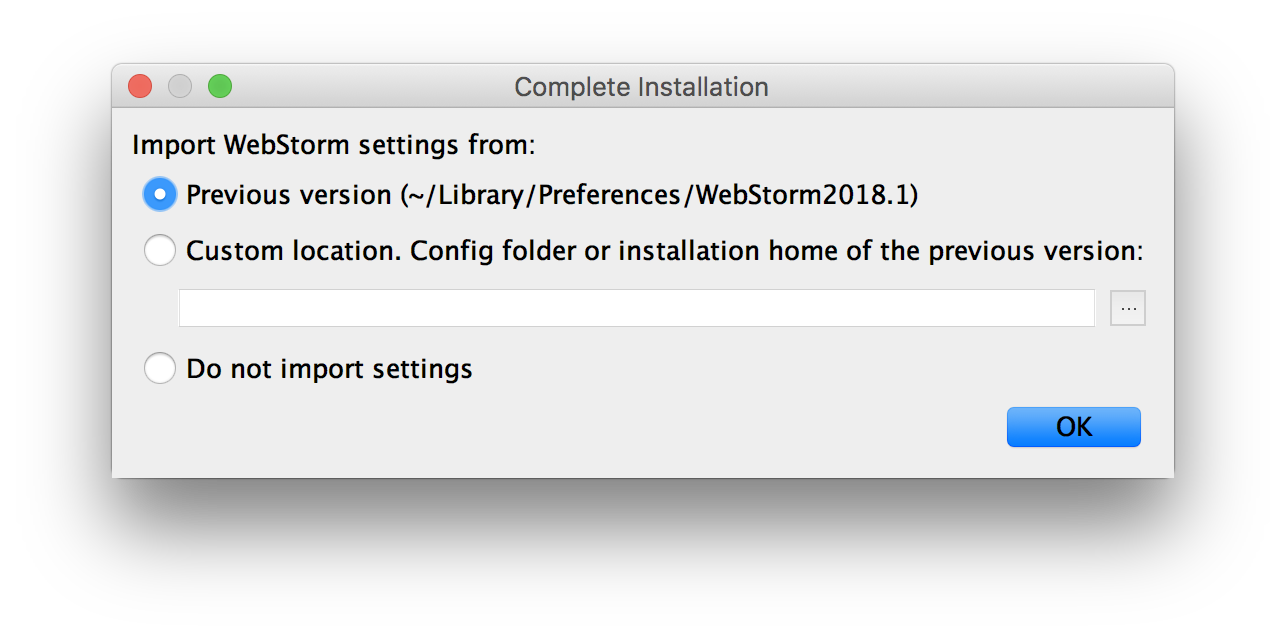 Complete Installation
Import WebStorm settings from:
Previous version (~/Library/Preferences/WebStorm2018.1)
Custom location. Config folder or installation home of the previous version:
...
Do not import settings
OK